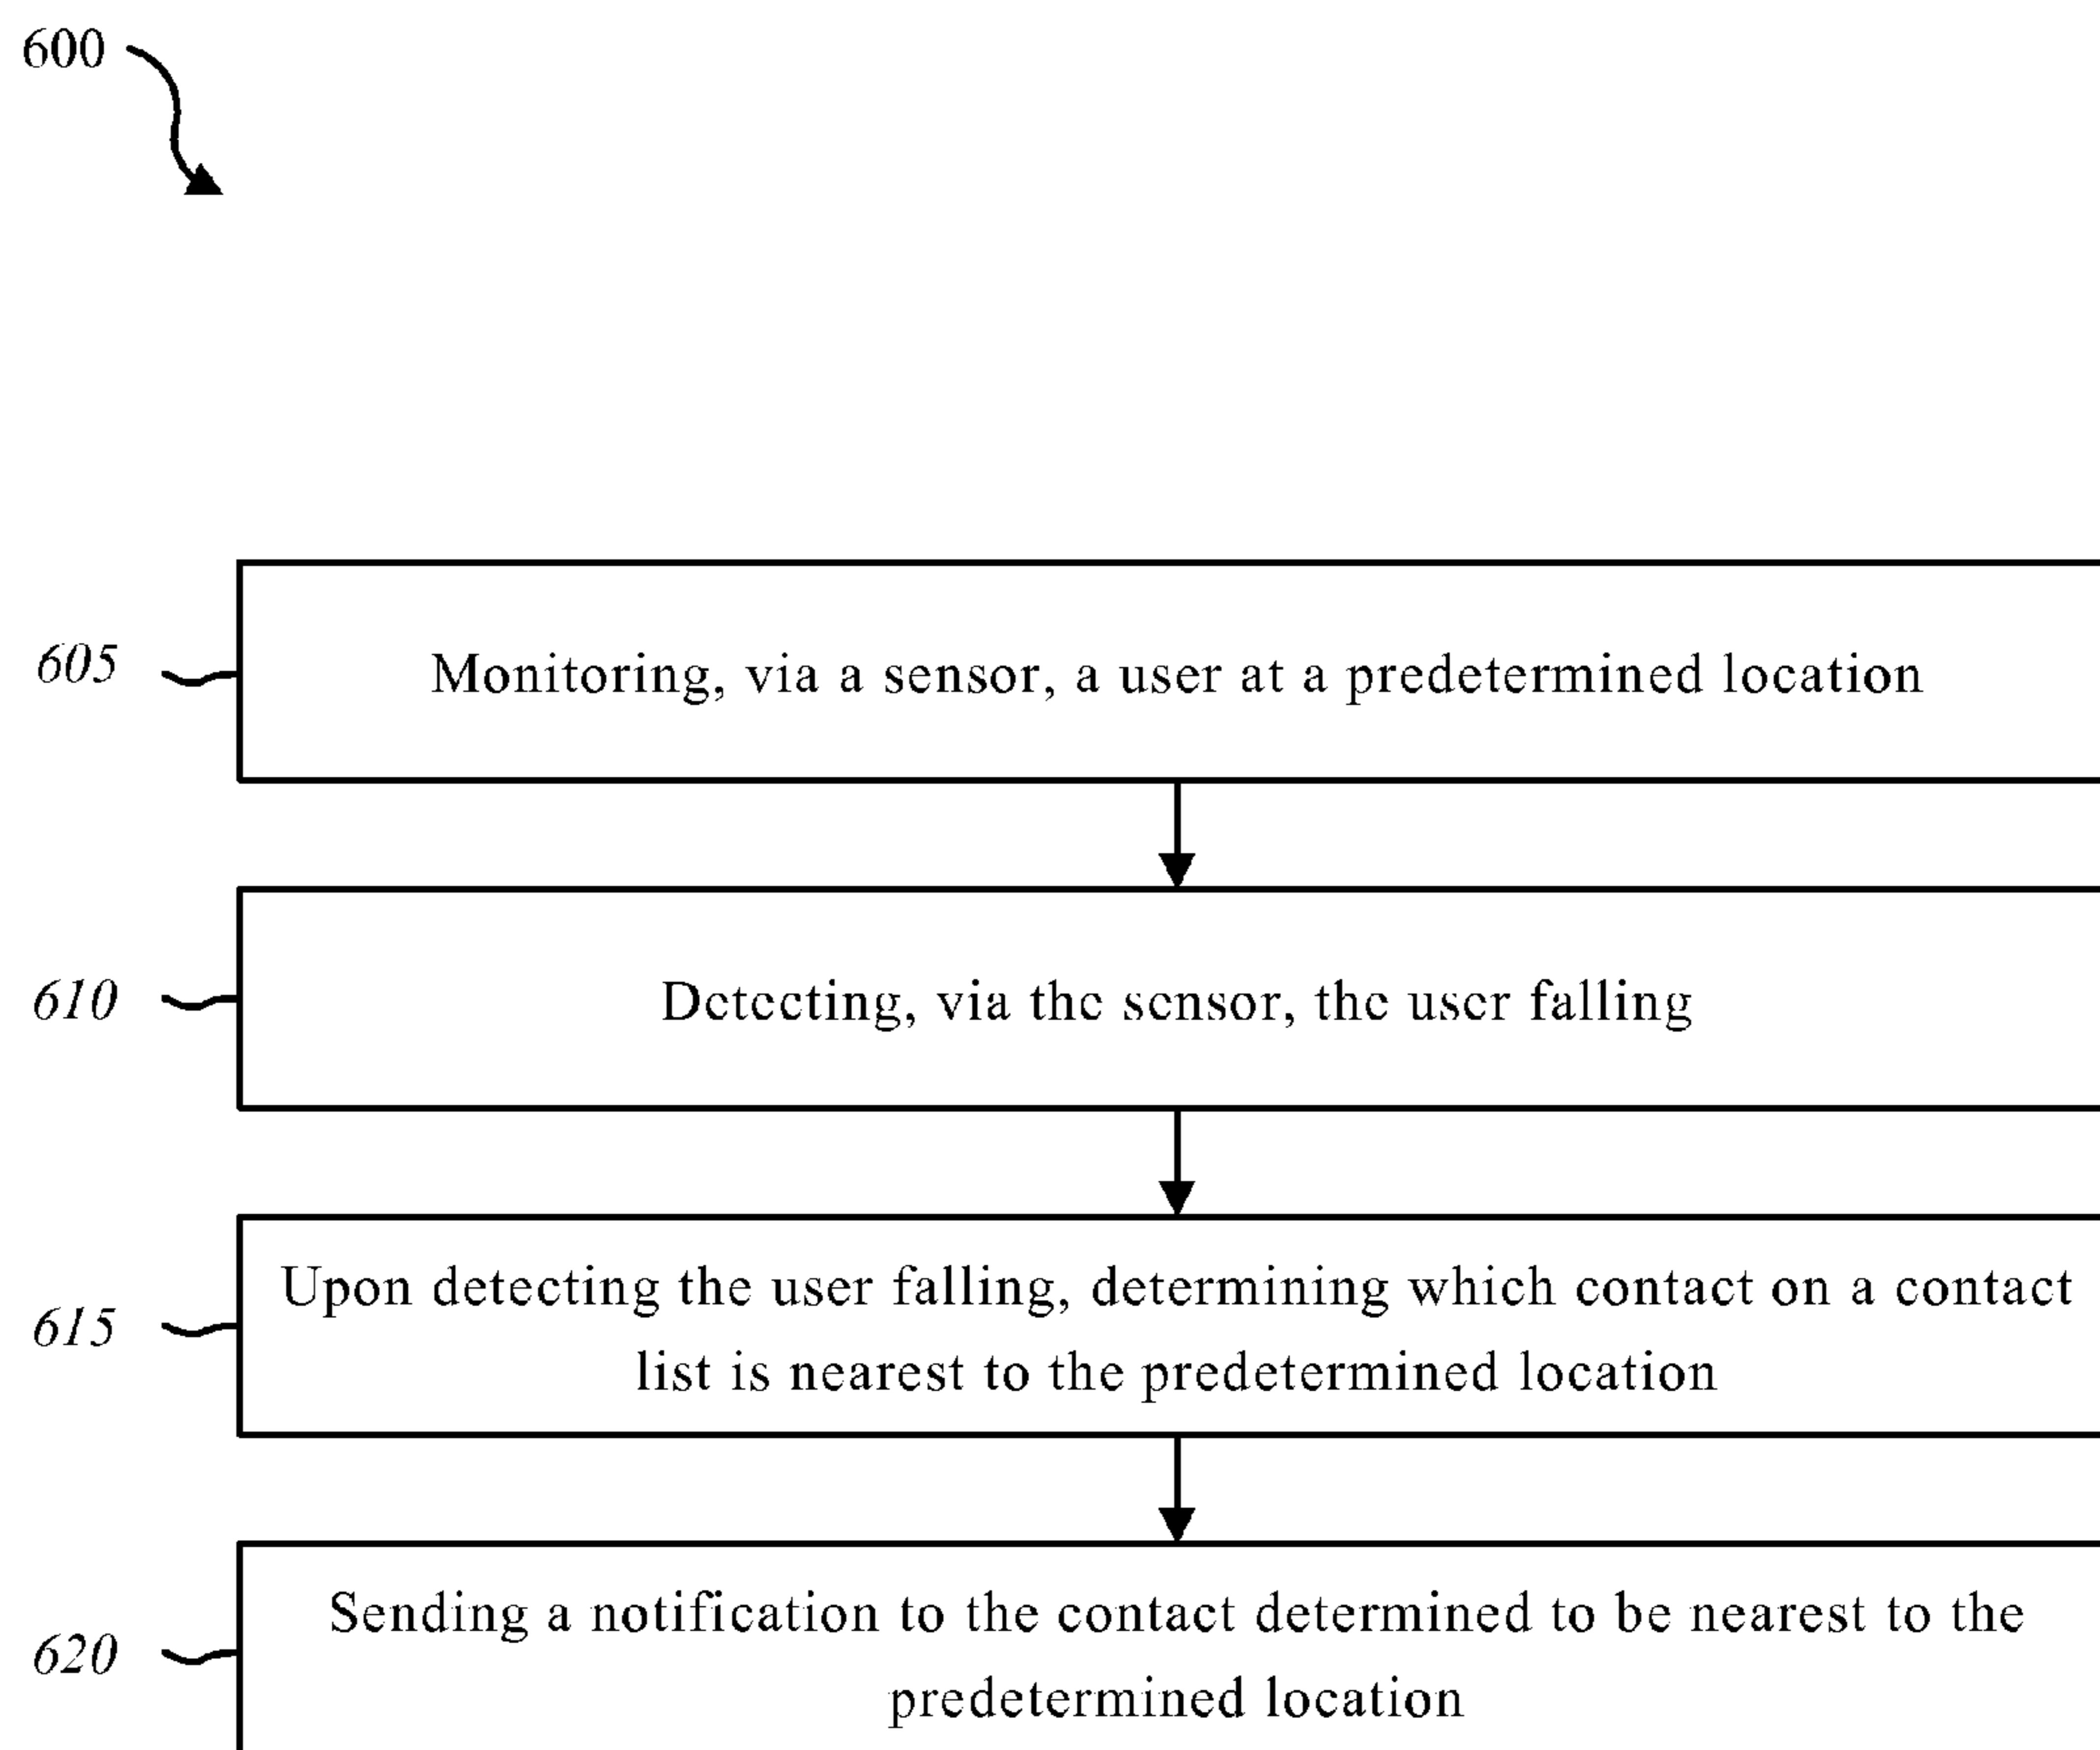 600
605
Monitoring, via a sensor, a user at a predetermined location
610
Detecting, via the sensor, the user falling
615
Upon detecting the user falling, determining which contact on a contact
list is nearest to the predetermined location
620
Sending a notification to the contact determined to be nearest to the
predetermined location